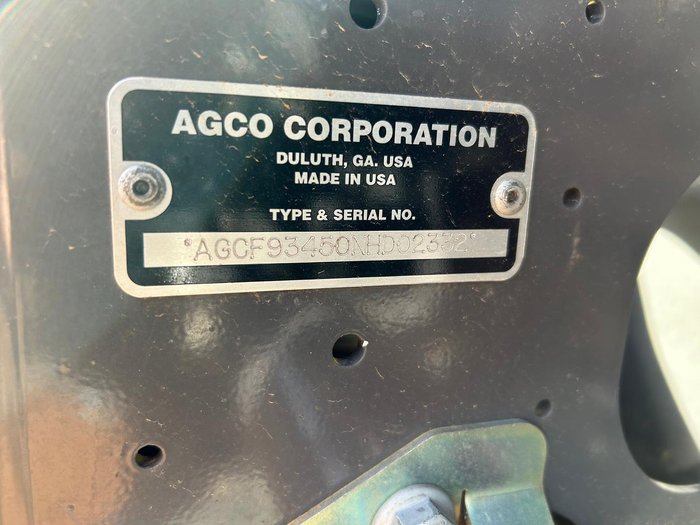 AGCO CORPORATION
DULUTH, GA. USA
MADE IN USA
TYPE & SERIAL NO.
*AGCF93450NHD02332*